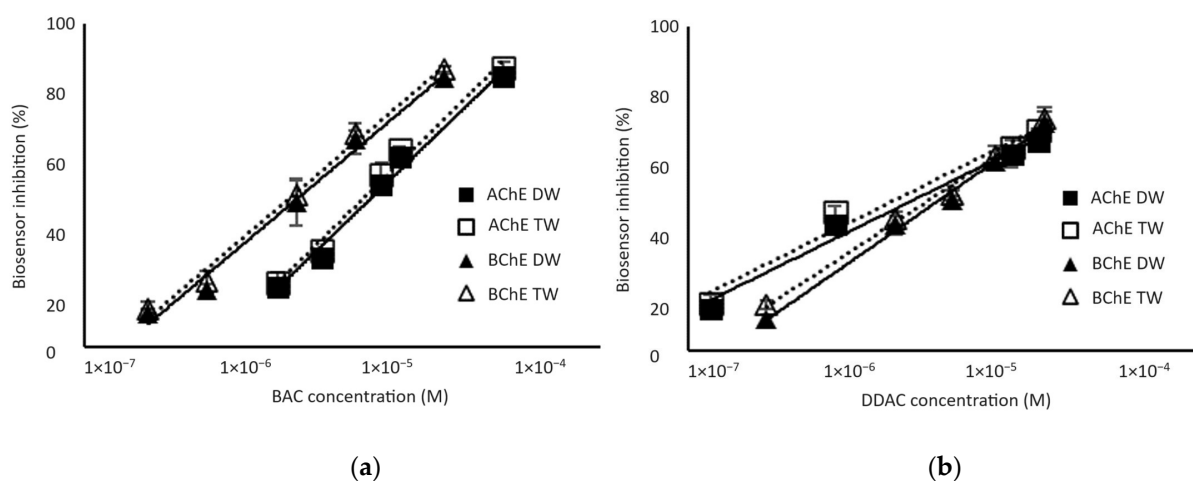 100
80
60
40
20
0
Biosensor inhibition (%)
AChE DW
AChE TW
BChE DW
BChE TW
1×10⁻⁷ 1×10⁻⁶ 1×10⁻⁵ 1×10⁻⁴
BAC concentration (M)
(a)
100
80
60
40
20
0
Biosensor inhibition (%)
AChE DW
AChE TW
BChE DW
BChE TW
1×10⁻⁷ 1×10⁻⁶ 1×10⁻⁵ 1×10⁻⁴
DDAC concentration (M)
(b)